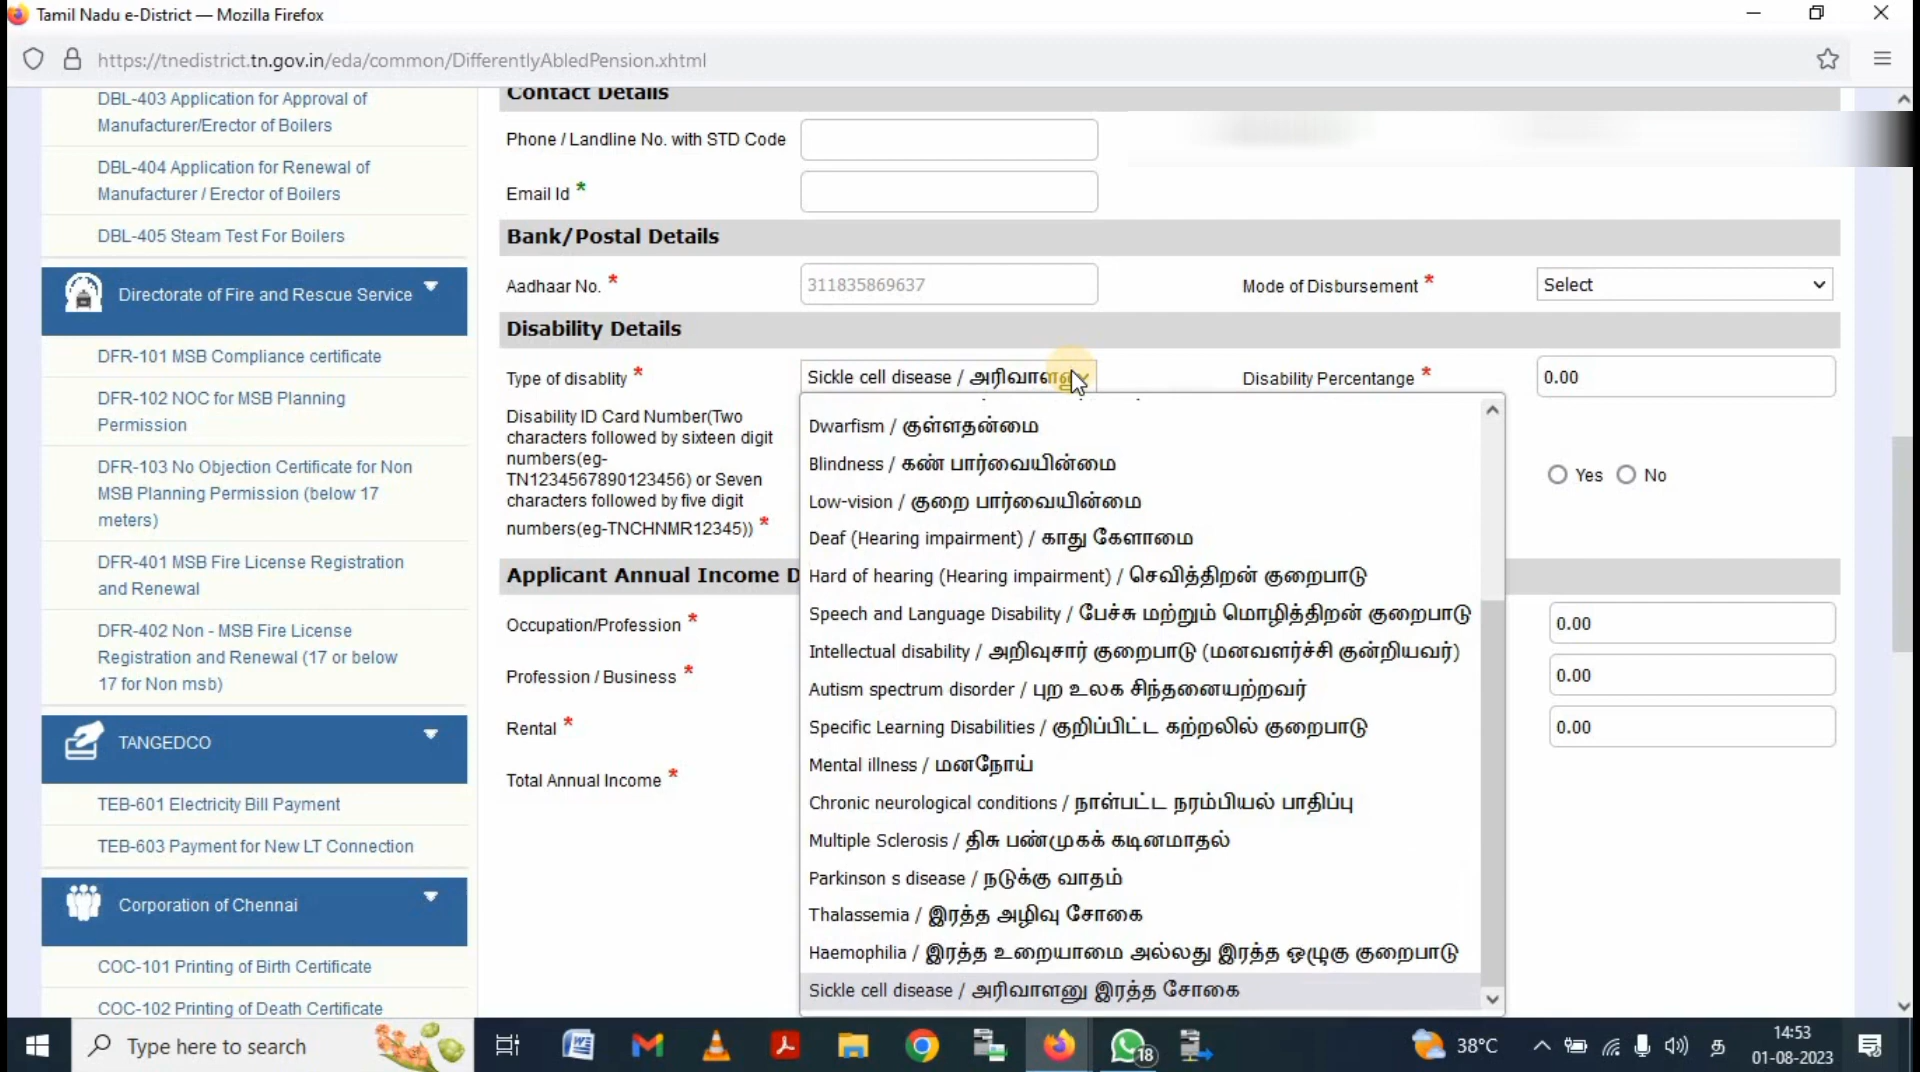 Tamil Nadu e-District — Mozilla Firefox
https://tnedistrict.tn.gov.in/eda/common/DifferentlyAbledPension.xhtml
DBL-403 Application for Approval of
Manufacturer/Erector of Boilers
DBL-404 Application for Renewal of
Manufacturer / Erector of Boilers
DBL-405 Steam Test For Boilers
Directorate of Fire and Rescue Service
DFR-101 MSB Compliance certificate
DFR-102 NOC for MSB Planning
Permission
DFR-103 No Objection Certificate for Non
MSB Planning Permission (below 17
meters)
DFR-401 MSB Fire License Registration
and Renewal
DFR-402 Non - MSB Fire License
Registration and Renewal (17 or below
17 for Non msb)
TANGEDCO
TEB-601 Electricity Bill Payment
TEB-603 Payment for New LT Connection
Corporation of Chennai
COC-101 Printing of Birth Certificate
COC-102 Printing of Death Certificate
Contact Details
Phone / Landline No. with STD Code
Email Id *
Bank/Postal Details
Aadhaar No. * 311835869637 Mode of Disbursement * Select
Disability Details
Type of disablity * Sickle cell disease / Disability Percentange * 0.00
Disability ID Card Number(Two
characters followed by sixteen digit
numbers(eg-
TN1234567890123456) or Seven
characters followed by five digit
numbers(eg-TNCHNMR12345)) *
Yes No
Applicant Annual Income D
Occupation/Profession * 0.00
Profession / Business * 0.00
Rental * 0.00
Total Annual Income *
Dwarfism / குள்ளதன்மை
Blindness / கண் பார்வையின்மை
Low-vision / குறை பார்வையின்மை
Deaf (Hearing impairment) / காது கேளாமை
Hard of hearing (Hearing impairment) / செவித்திறன் குறைபாடு
Speech and Language Disability / பேச்சு மற்றும் மொழித்திறன் குறைபாடு
Intellectual disability / அறிவுசார் குறைபாடு (மனவளர்ச்சி குன்றியவர்)
Autism spectrum disorder / புற உலக சிந்தனையற்றவர்
Specific Learning Disabilities / குறிப்பிட்ட கற்றலில் குறைபாடு
Mental illness / மனநோய்
Chronic neurological conditions / நாள்பட்ட நரம்பியல் பாதிப்பு
Multiple Sclerosis / திசு பண்முகக் கடினமாதல்
Parkinson s disease / நடுக்கு வாதம்
Thalassemia / இரத்த அழிவு சோகை
Haemophilia / இரத்த உறையாமை அல்லது இரத்த ஒழுகு குறைபாடு
Sickle cell disease / அரிவாளனு இரத்த சோகை
Type here to search
18
38°C
த
14:53
01-08-2023